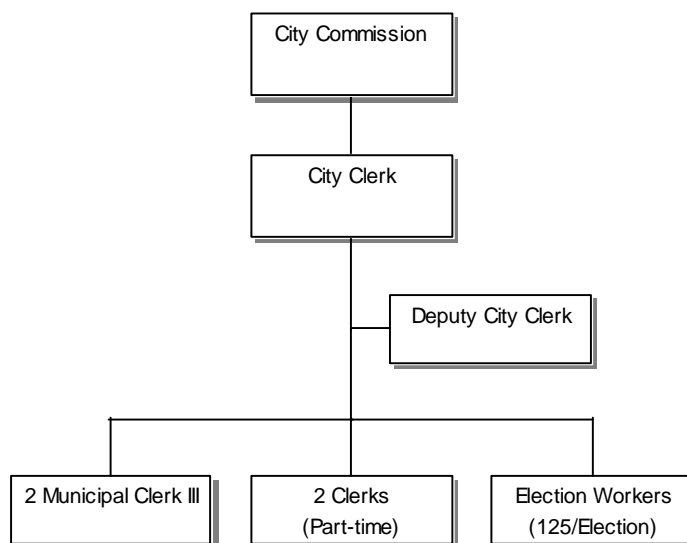 City Commission
City Clerk
Deputy City Clerk
2 Municipal Clerk III
2 Clerks
(Part-time)
Election Workers
(125/Election)